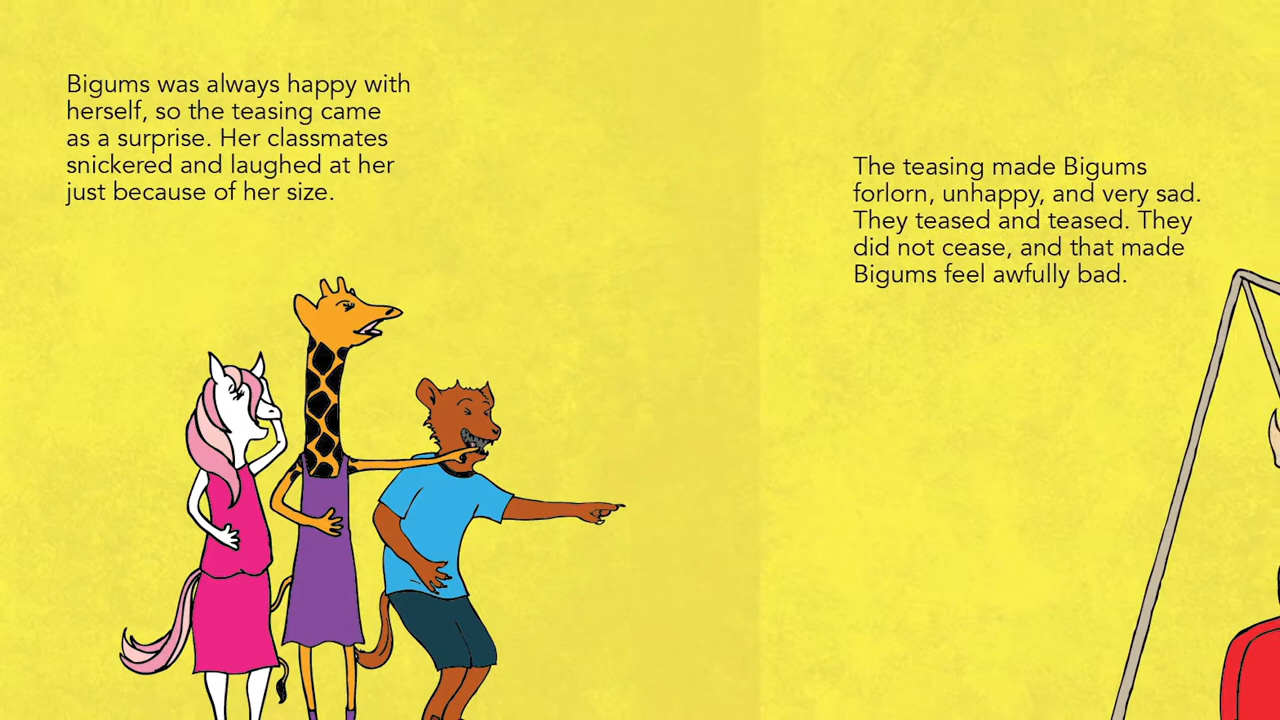 Bigums was always happy with
herself, so the teasing came
as a surprise. Her classmates
snickered and laughed at her
just because of her size.
The teasing made Bigums
forlorn, unhappy, and very sad.
They teased and teased. They
did not cease, and that made
Bigums feel awfully bad.